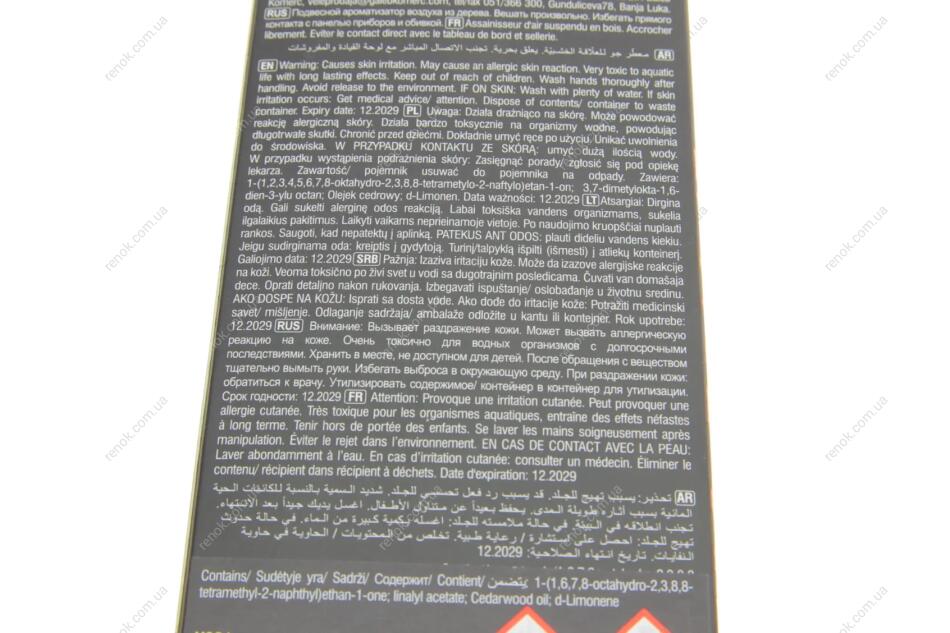 Komerc, veleprodaja@galebkomerc.com, tel/fax 051/366 300, Gunduliceva78, Banja Luka.
RUS Подвесной ароматизатор воздуха из дерева. Вешать произвольно. Избегать прямого
контакта с панелью приборов и обивкой. FR Assainisseur d'air suspendu en bois. Accrocher
librement. Eviter le contact direct avec le tableau de bord et sellerie.
AR معطر جو للعلاقة الخشبية. يعلق بحرية. تجنب الاتصال المباشر مع لوحة القيادة والمفروشات
EN Warning: Causes skin irritation. May cause an allergic skin reaction. Very toxic to aquatic
life with long lasting effects. Keep out of reach of children. Wash hands thoroughly after
handling. Avoid release to the environment. IF ON SKIN: Wash with plenty of water. If skin
irritation occurs: Get medical advice/ attention. Dispose of contents/ container to waste
container. Expiry date: 12.2029 PL Uwaga: Działa drażniąco na skórę. Może powodować
reakcję alergiczną skóry. Działa bardzo toksycznie na organizmy wodne, powodując
długotrwałe skutki. Chronić przed dziećmi. Dokładnie umyć ręce po użyciu. Unikać uwolnienia
do środowiska. W PRZYPADKU KONTAKTU ZE SKÓRĄ: umyć dużą ilością wody.
W przypadku wystąpienia podrażnienia skóry: Zasięgnąć porady/ zgłosić się pod opiekę
lekarza. Zawartość/ pojemnik usuwać do pojemnika na odpady. Zawiera:
1-(1,2,3,4,5,6,7,8-oktahydro-2,3,8,8-tetrametylo-2-naftylo)etan-1-on; 3,7-dimetylokta-1,6-
dien-3-ylu octan; Olejek cedrowy; d-Limonen. Data ważności: 12.2029 LT Atsargiai: Dirgina
odą. Gali sukelti alerginę odos reakciją. Labai toksiška vandens organizmams, sukelia
ilgalaikius pakitimus. Laikyti vaikams neprieinamoje vietoje. Po naudojimo kruopščiai nuplauti
rankas. Saugoti, kad nepatektų į aplinką. PATEKUS ANT ODOS: plauti dideliu vandens kiekiu.
Jeigu sudirginama oda: kreiptis į gydytoją. Turinį/talpyklą išpilti (išmesti) į atliekų konteinerį.
Galiojimo data: 12.2029 SRB Pažnja: Izaziva iritaciju kože. Može da izazove alergijske reakcije
na koži. Veoma toksično po živi svet u vodi sa dugotrajnim posledicama. Čuvati van domašaja
dece. Oprati detaljno nakon rukovanja. Izbegavati ispuštanje/ oslobađanje u životnu sredinu.
AKO DOSPE NA KOŽU: Isprati sa dosta vode. Ako dođe do iritacije kože: Potražiti medicinski
savet/ mišljenje. Odlaganje sadržaja/ ambalaže odložite u kantu ili kontejner. Rok upotrebe:
12.2029 RUS Внимание: Вызывает раздражение кожи. Может вызвать аллергическую
реакцию на коже. Очень токсично для водных организмов с долгосрочными
последствиями. Хранить в месте, не доступном для детей. После обращения с веществом
тщательно вымыть руки. Избегать выброса в окружающую среду. При раздражении кожи:
обратиться к врачу. Утилизировать содержимое/ контейнер в контейнер для утилизации.
Срок годности: 12.2029 FR Attention: Provoque une irritation cutanée. Peut provoquer une
allergie cutanée. Très toxique pour les organismes aquatiques, entraîne des effets néfastes
à long terme. Tenir hors de portée des enfants. Se laver les mains soigneusement après
manipulation. Éviter le rejet dans l'environnement. EN CAS DE CONTACT AVEC LA PEAU:
Laver abondamment à l'eau. En cas d'irritation cutanée: consulter un médecin. Éliminer le
contenu/ récipient dans récipient à déchets. Date d'expiration: 12.2029
AR تحذير: يسبب تهيج للجلد. قد يسبب رد فعل تحسسي للجلد. شديد السمية بالنسبة للكائنات الحية
المائية بسبب آثاره طويلة المدى. يحفظ بعيداً عن متناول الأطفال. اغسل يديك جيداً بعد الانتهاء.
تجنب انطلاقه في البيئة. في حالة ملامسته للجلد: اغسله بكمية كبيرة من الماء. في حالة حدوث
تهيج للجلد: احصل على استشارة / رعاية طبية. تخلص من المحتويات / الحاوية في حاوية
النفايات. تاريخ انتهاء الصلاحية: 12.2029
Contains/ Sudėtyje yra/ Sadrži/ Содержит/ Contient/ يتضمن/ 1-(1,6,7,8-octahydro-2,3,8,8-
tetramethyl-2-naphthyl)ethan-1-one; linalyl acetate; Cedarwood oil; d-Limonene